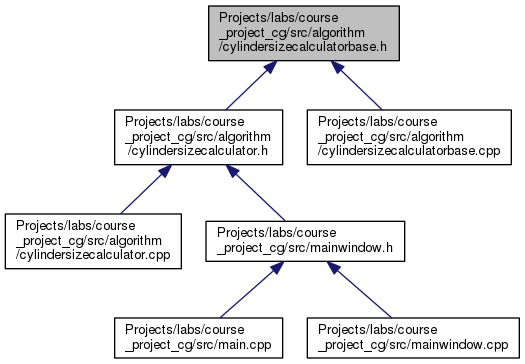 Projects/labs/course
_project_cg/src/algorithm
/cylindersizecalculatorbase.h
Projects/labs/course
_project_cg/src/algorithm
/cylindersizecalculator.h
Projects/labs/course
_project_cg/src/algorithm
/cylindersizecalculatorbase.cpp
Projects/labs/course
_project_cg/src/algorithm
/cylindersizecalculator.cpp
Projects/labs/course
_project_cg/src/mainwindow.h
Projects/labs/course
_project_cg/src/main.cpp
Projects/labs/course
_project_cg/src/mainwindow.cpp